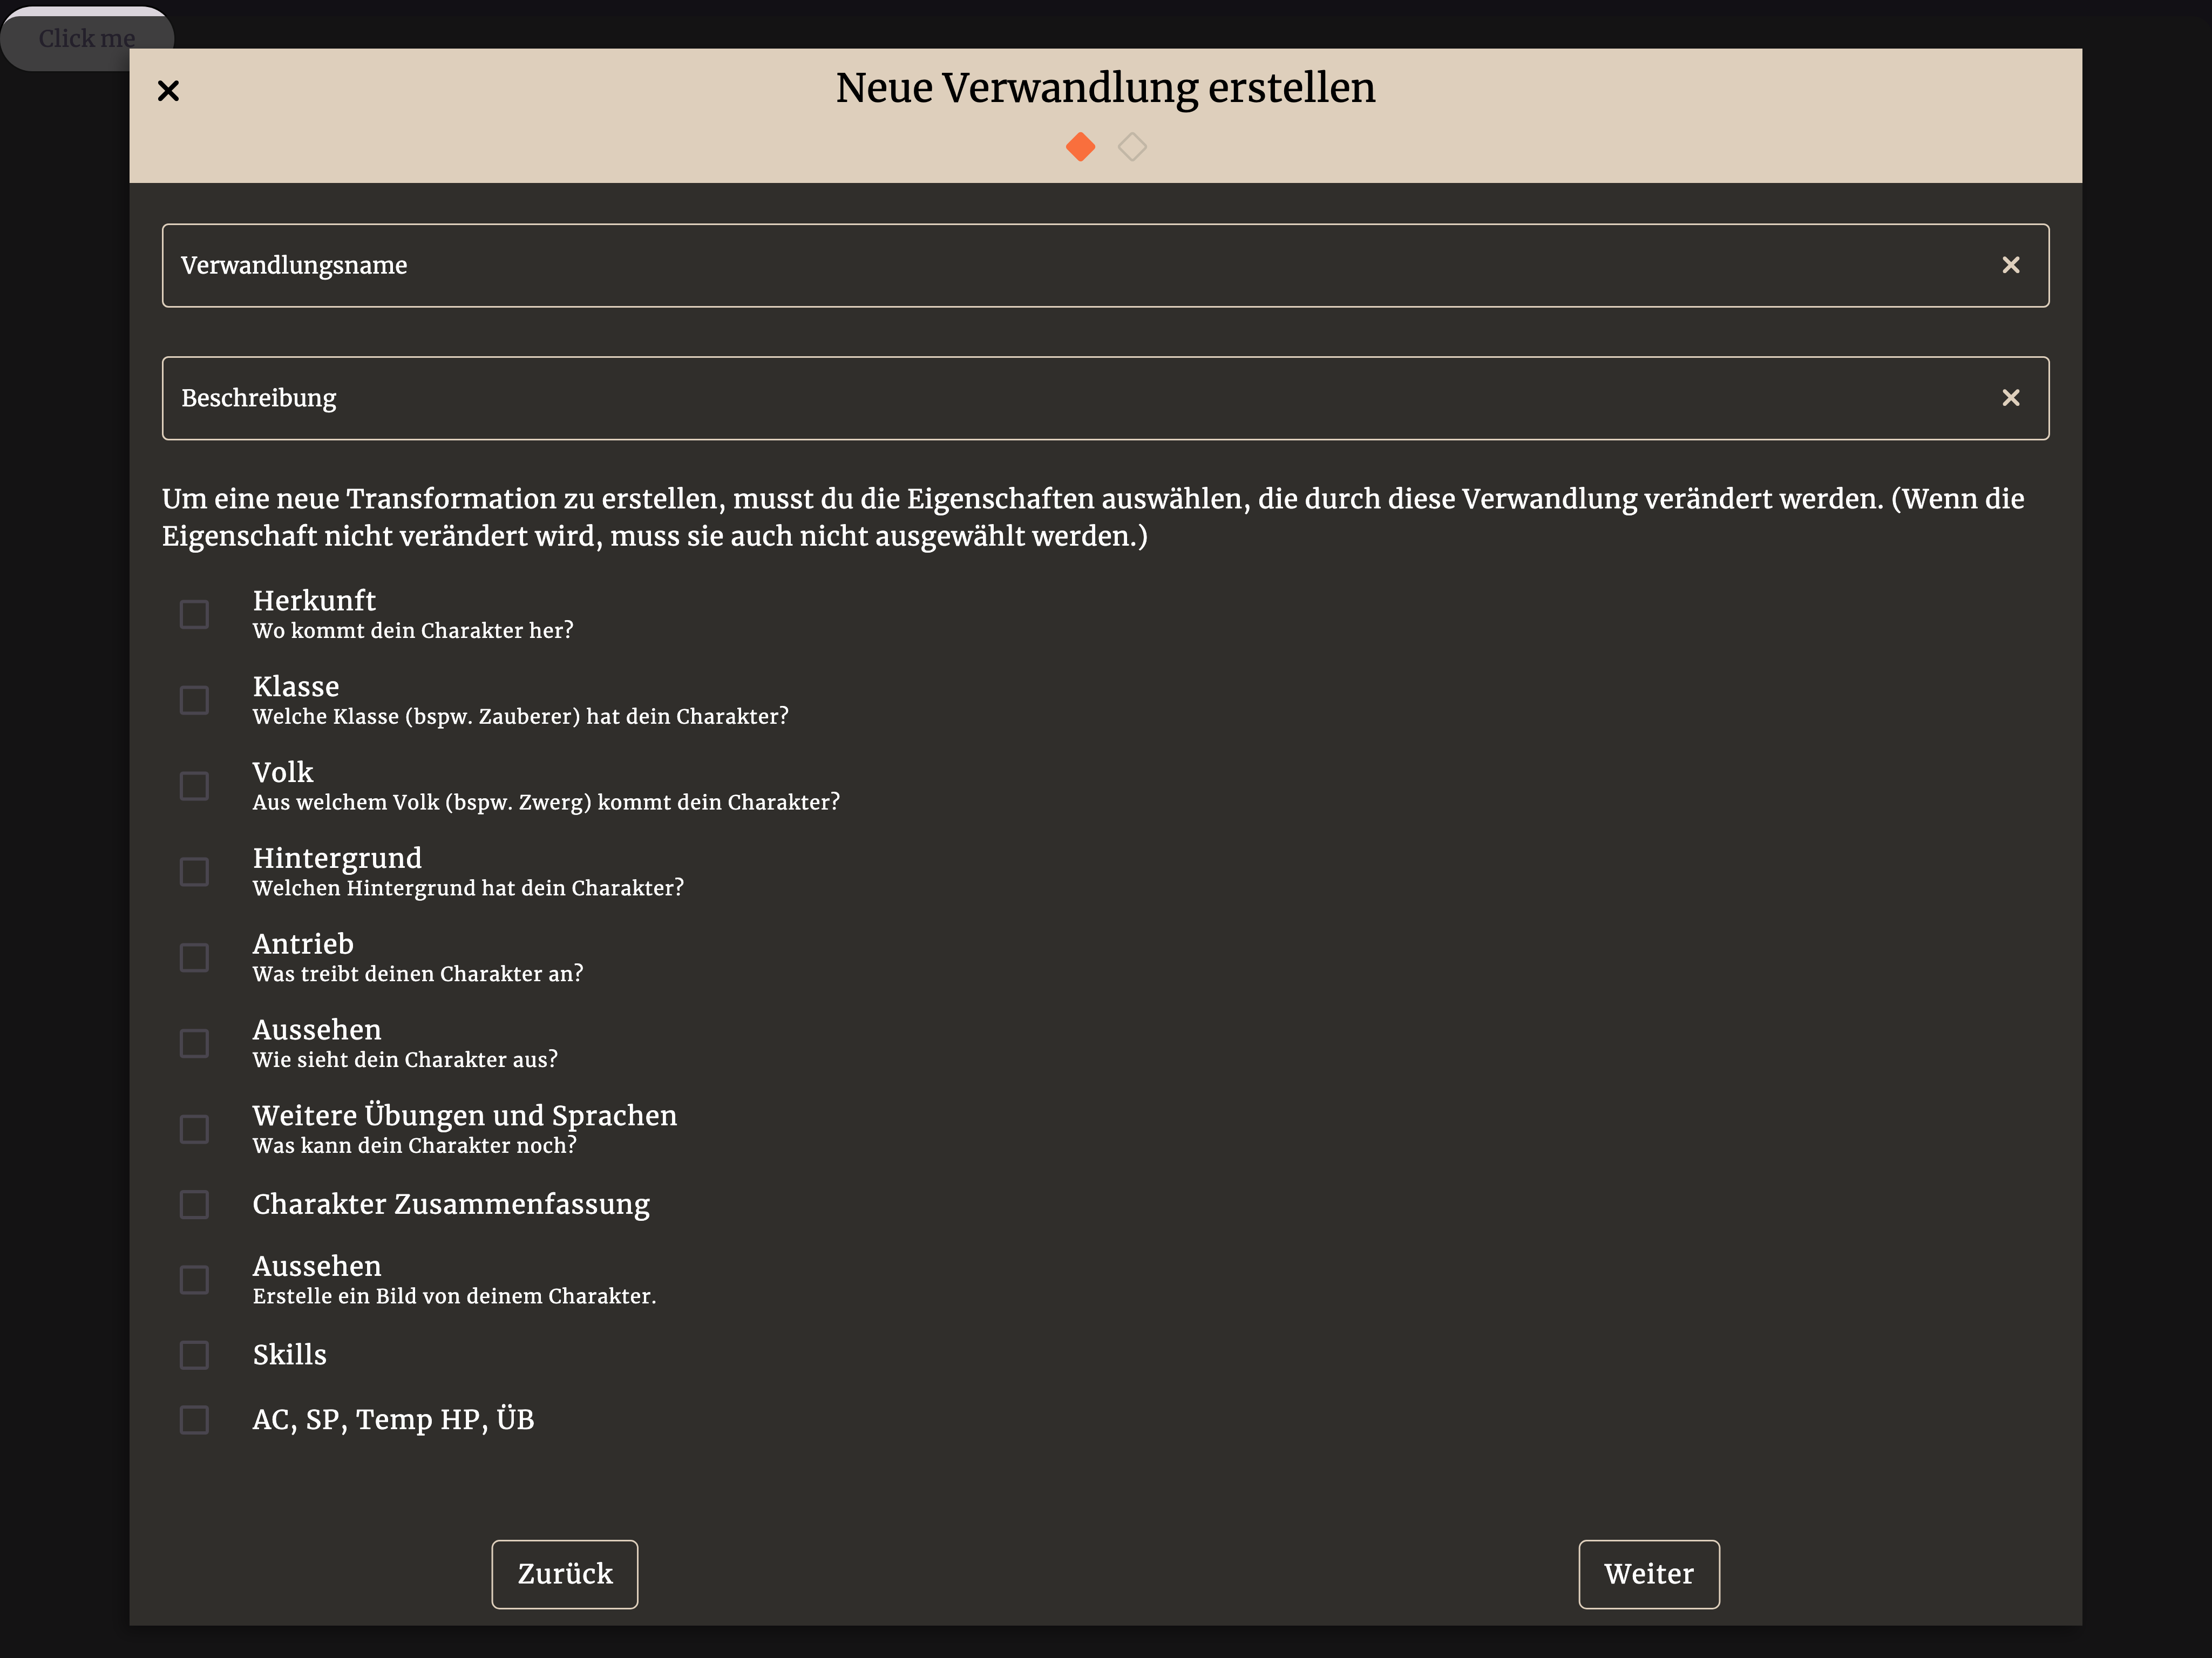 Click me
Neue Verwandlung erstellen
Verwandlungsname
Beschreibung
Um eine neue Transformation zu erstellen, musst du die Eigenschaften auswählen, die durch diese Verwandlung verändert werden. (Wenn die
Eigenschaft nicht verändert wird, muss sie auch nicht ausgewählt werden.)
Herkunft
Wo kommt dein Charakter her?
Klasse
Welche Klasse (bspw. Zauberer) hat dein Charakter?
Volk
Aus welchem Volk (bspw. Zwerg) kommt dein Charakter?
Hintergrund
Welchen Hintergrund hat dein Charakter?
Antrieb
Was treibt deinen Charakter an?
Aussehen
Wie sieht dein Charakter aus?
Weitere Übungen und Sprachen
Was kann dein Charakter noch?
Charakter Zusammenfassung
Aussehen
Erstelle ein Bild von deinem Charakter.
Skills
AC, SP, Temp HP, ÜB
Zurück
Weiter